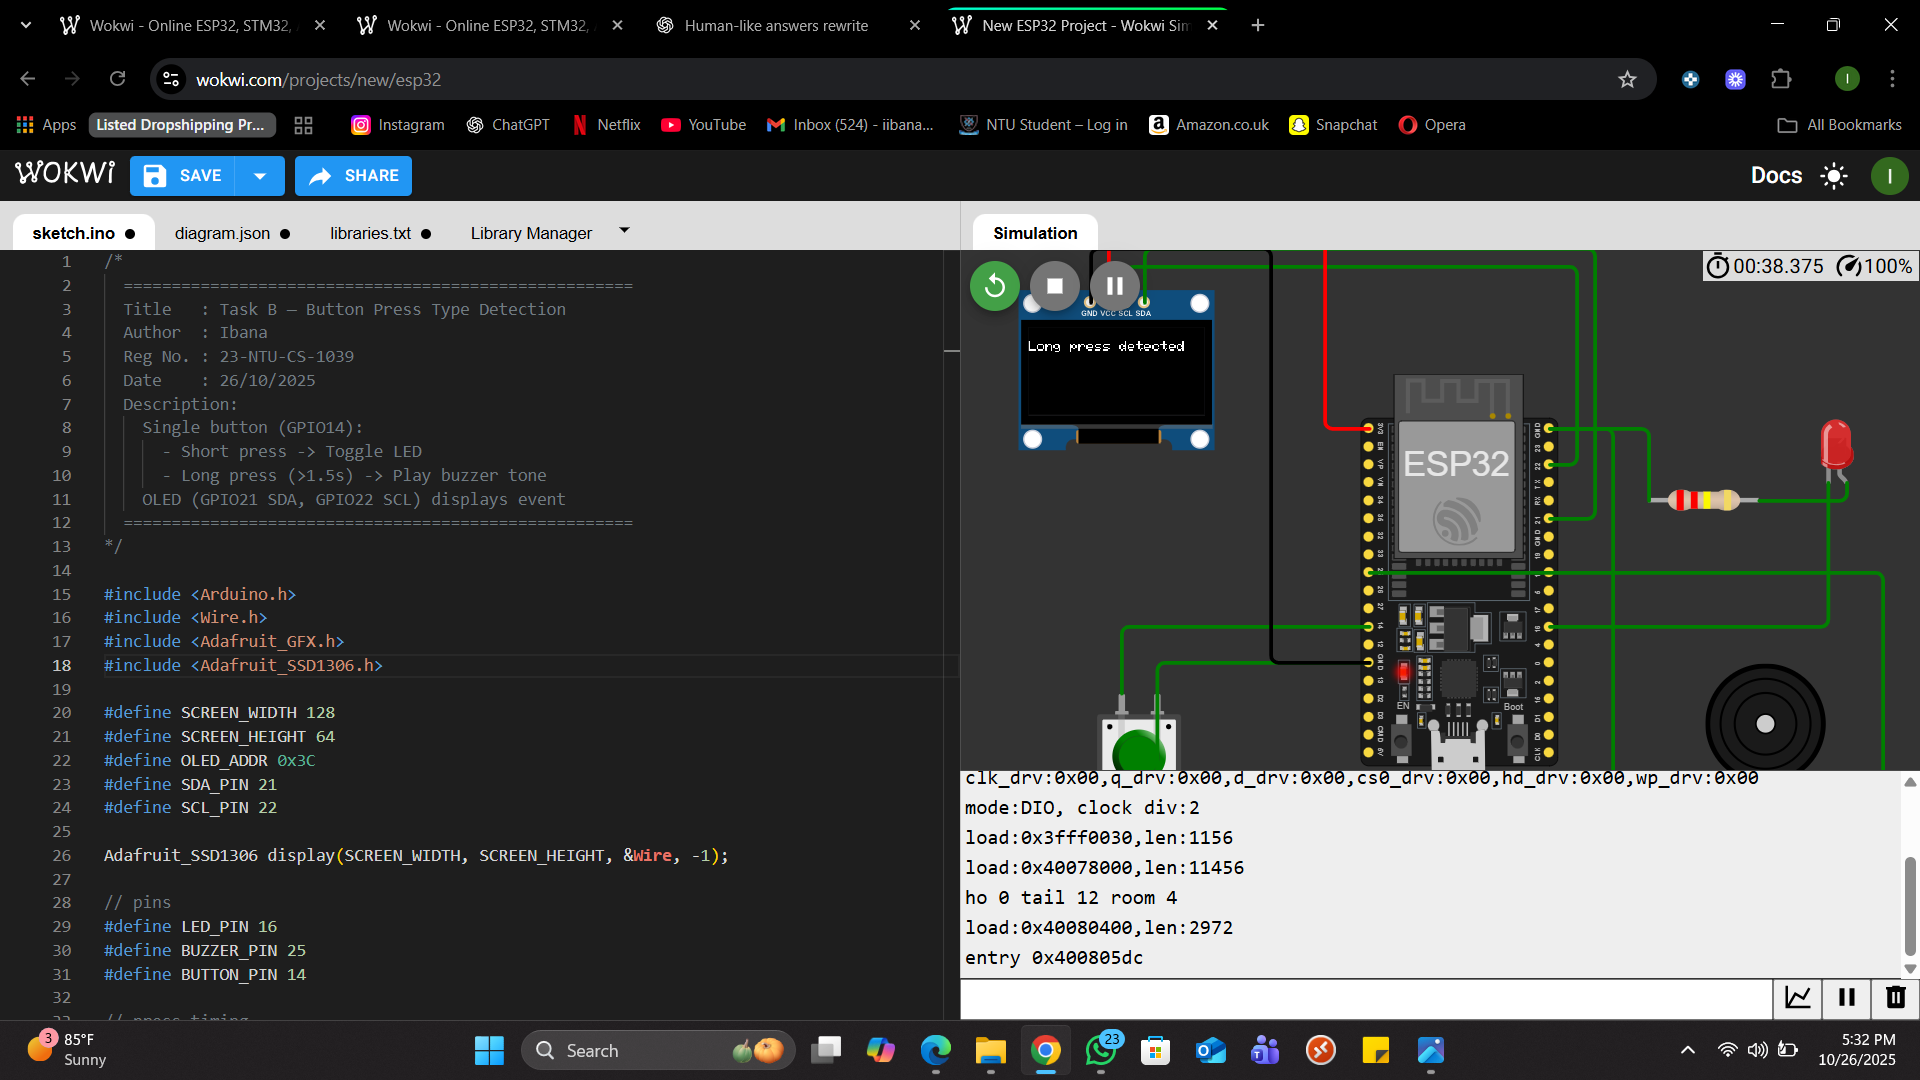 Wokwi - Online ESP32, STM32,
Wokwi - Online ESP32, STM32,
Human-like answers rewrite
New ESP32 Project - Wokwi Sim
wokwi.com/projects/new/esp32
I
Apps
Listed Dropshipping Pr...
Instagram
ChatGPT
Netflix
YouTube
Inbox (524) - iibana...
NTU Student – Log in
Amazon.co.uk
Snapchat
Opera
All Bookmarks
WOKWi
SAVE
SHARE
Docs
I
sketch.ino
diagram.json
libraries.txt
Library Manager
Simulation
1 /*
2 =====================================================
3 Title : Task B – Button Press Type Detection
4 Author : Ibana
5 Reg No. : 23-NTU-CS-1039
6 Date : 26/10/2025
7 Description:
8 Single button (GPIO14):
9 - Short press -> Toggle LED
10 - Long press (>1.5s) -> Play buzzer tone
11 OLED (GPIO21 SDA, GPIO22 SCL) displays event
12 =====================================================
13 */
14
15 #include <Arduino.h>
16 #include <Wire.h>
17 #include <Adafruit_GFX.h>
18 #include <Adafruit_SSD1306.h>
19
20 #define SCREEN_WIDTH 128
21 #define SCREEN_HEIGHT 64
22 #define OLED_ADDR 0x3C
23 #define SDA_PIN 21
24 #define SCL_PIN 22
25
26 Adafruit_SSD1306 display(SCREEN_WIDTH, SCREEN_HEIGHT, &Wire, -1);
27
28 // pins
29 #define LED_PIN 16
30 #define BUZZER_PIN 25
31 #define BUTTON_PIN 14
32
00:38.375
100%
GND VCC SCL SDA
Long press detected
ESP32
EN
Boot
clk_drv:0x00,q_drv:0x00,d_drv:0x00,cs0_drv:0x00,hd_drv:0x00,wp_drv:0x00
mode:DIO, clock div:2
load:0x3fff0030,len:1156
load:0x40078000,len:11456
ho 0 tail 12 room 4
load:0x40080400,len:2972
entry 0x400805dc
3
85°F
Sunny
Search
23
5:32 PM
10/26/2025